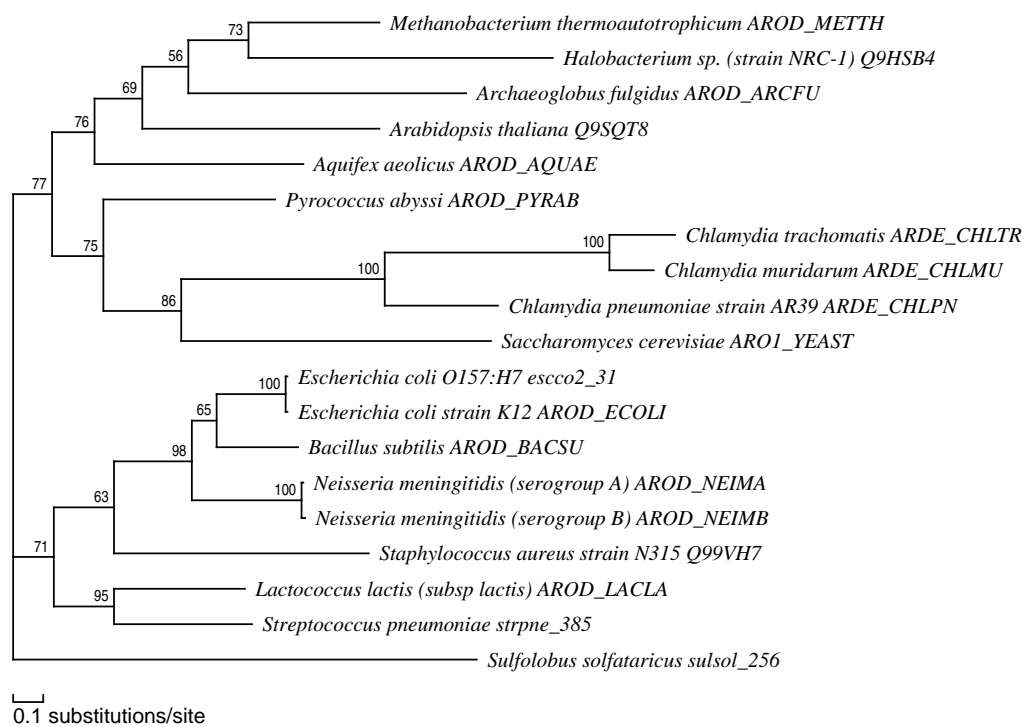 Methanobacterium thermoautotrophicum AROD_METTH
73
Halobacterium sp. (strain NRC-1) Q9HSB4
56
Archaeoglobus fulgidus AROD_ARCFU
69
Arabidopsis thaliana Q9SQT8
76
Aquifex aeolicus AROD_AQUAE
77
Pyrococcus abyssi AROD_PYRAB
75
Chlamydia trachomatis ARDE_CHLTR
100
Chlamydia muridarum ARDE_CHLMU
100
Chlamydia pneumoniae strain AR39 ARDE_CHLPN
86
Saccharomyces cerevisiae ARO1_YEAST
Escherichia coli O157:H7 escco2_31
100
Escherichia coli strain K12 AROD_ECOLI
65
Bacillus subtilis AROD_BACSU
98
Neisseria meningitidis (serogroup A) AROD_NEIMA
100
63
Neisseria meningitidis (serogroup B) AROD_NEIMB
71
Staphylococcus aureus strain N315 Q99VH7
Lactococcus lactis (subsp lactis) AROD_LACLA
95
Streptococcus pneumoniae strpne_385
Sulfolobus solfataricus sulsol_256
0.1 substitutions/site